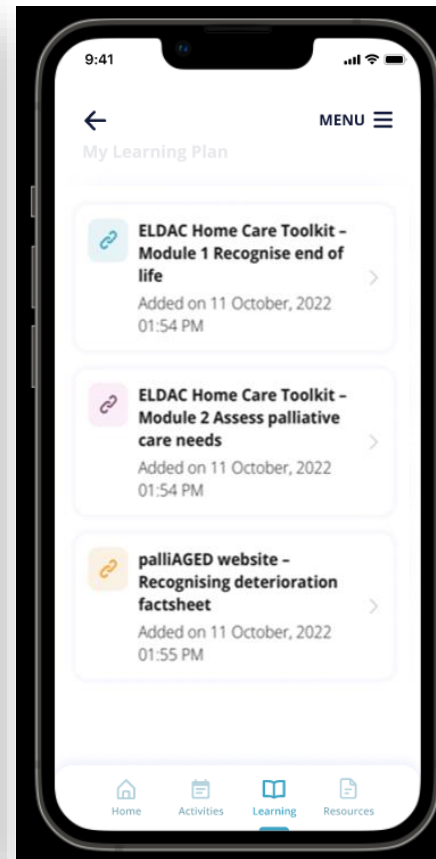 9:41
MENU
My Learning Plan
ELDAC Home Care Toolkit –
Module 1 Recognise end of
life
Added on 11 October, 2022
01:54 PM
ELDAC Home Care Toolkit –
Module 2 Assess palliative
care needs
Added on 11 October, 2022
01:54 PM
palliAGED website –
Recognising deterioration
factsheet
Added on 11 October, 2022
01:55 PM
Home Activities Learning Resources